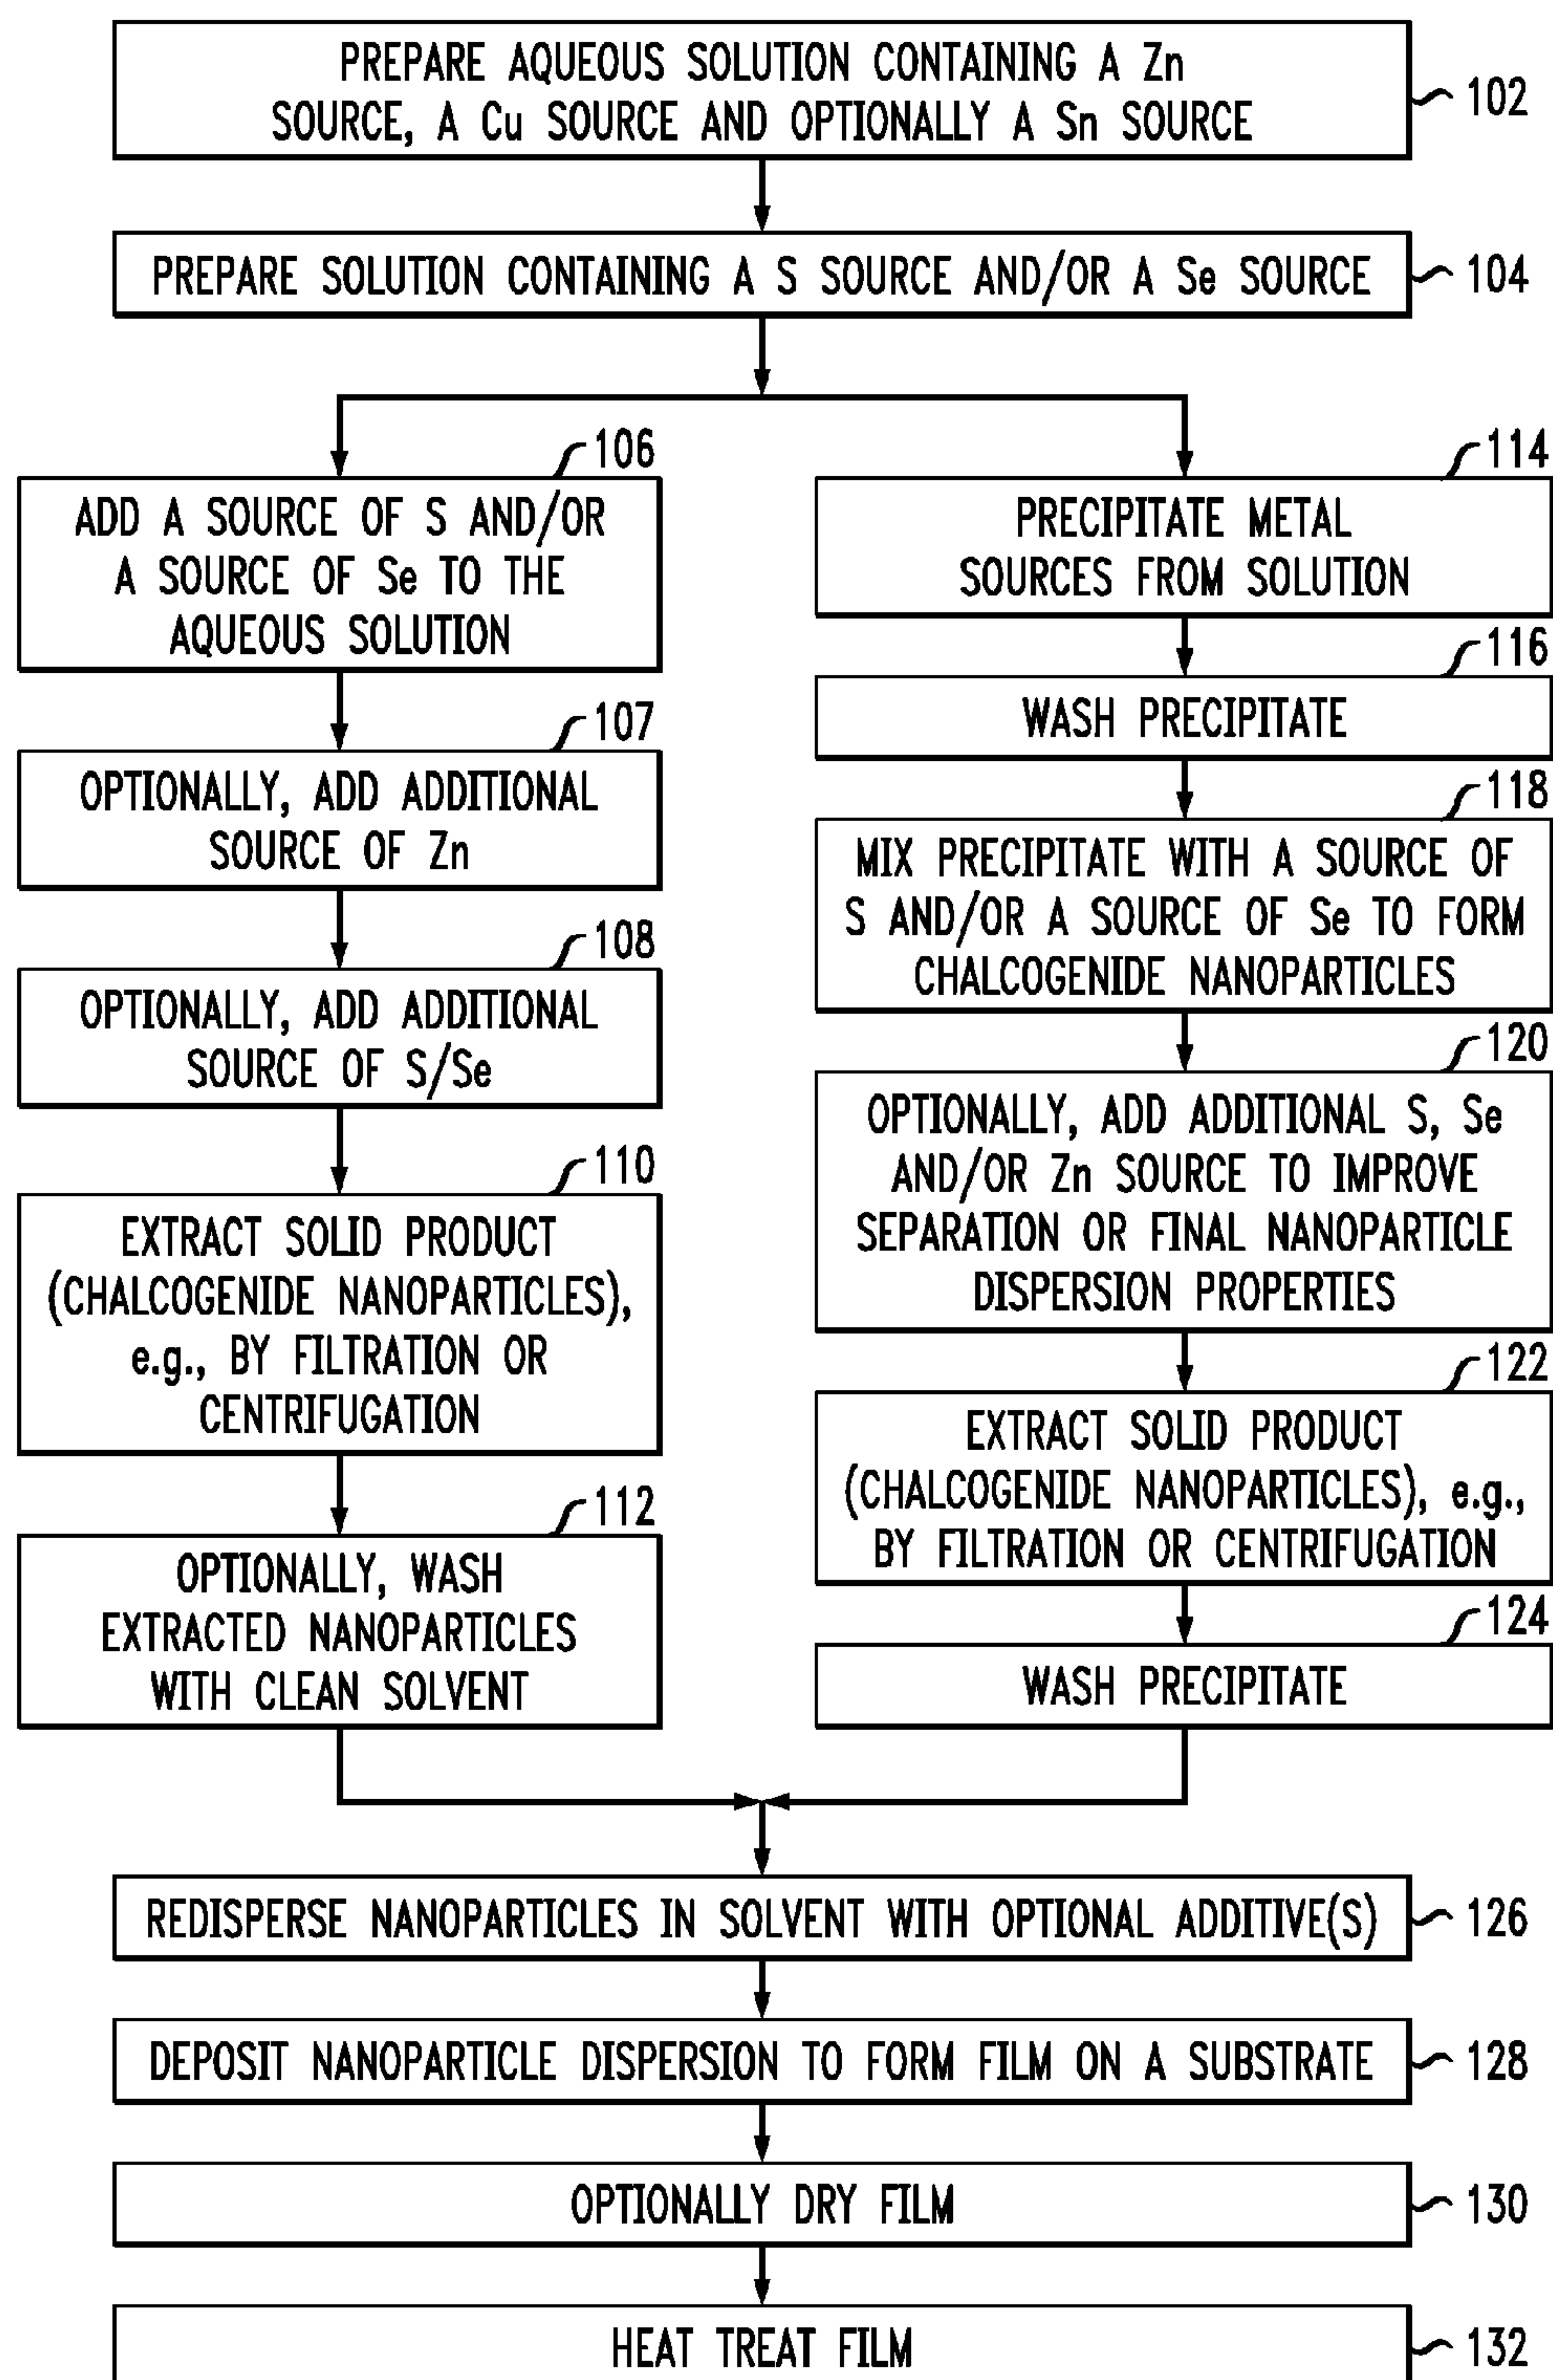 PREPARE AQUEOUS SOLUTION CONTAINING A Zn
SOURCE, A Cu SOURCE AND OPTIONALLY A Sn SOURCE
102
PREPARE SOLUTION CONTAINING A S SOURCE AND/OR A Se SOURCE
104
106
ADD A SOURCE OF S AND/OR
A SOURCE OF Se TO THE
AQUEOUS SOLUTION
107
OPTIONALLY, ADD ADDITIONAL
SOURCE OF Zn
108
OPTIONALLY, ADD ADDITIONAL
SOURCE OF S/Se
110
EXTRACT SOLID PRODUCT
(CHALCOGENIDE NANOPARTICLES),
e.g., BY FILTRATION OR
CENTRIFUGATION
112
OPTIONALLY, WASH
EXTRACTED NANOPARTICLES
WITH CLEAN SOLVENT
114
PRECIPITATE METAL
SOURCES FROM SOLUTION
116
WASH PRECIPITATE
118
MIX PRECIPITATE WITH A SOURCE OF
S AND/OR A SOURCE OF Se TO FORM
CHALCOGENIDE NANOPARTICLES
120
OPTIONALLY, ADD ADDITIONAL S, Se
AND/OR Zn SOURCE TO IMPROVE
SEPARATION OR FINAL NANOPARTICLE
DISPERSION PROPERTIES
122
EXTRACT SOLID PRODUCT
(CHALCOGENIDE NANOPARTICLES), e.g.,
BY FILTRATION OR CENTRIFUGATION
124
WASH PRECIPITATE
REDISPERSE NANOPARTICLES IN SOLVENT WITH OPTIONAL ADDITIVE(S)
126
DEPOSIT NANOPARTICLE DISPERSION TO FORM FILM ON A SUBSTRATE
128
OPTIONALLY DRY FILM
130
HEAT TREAT FILM
132